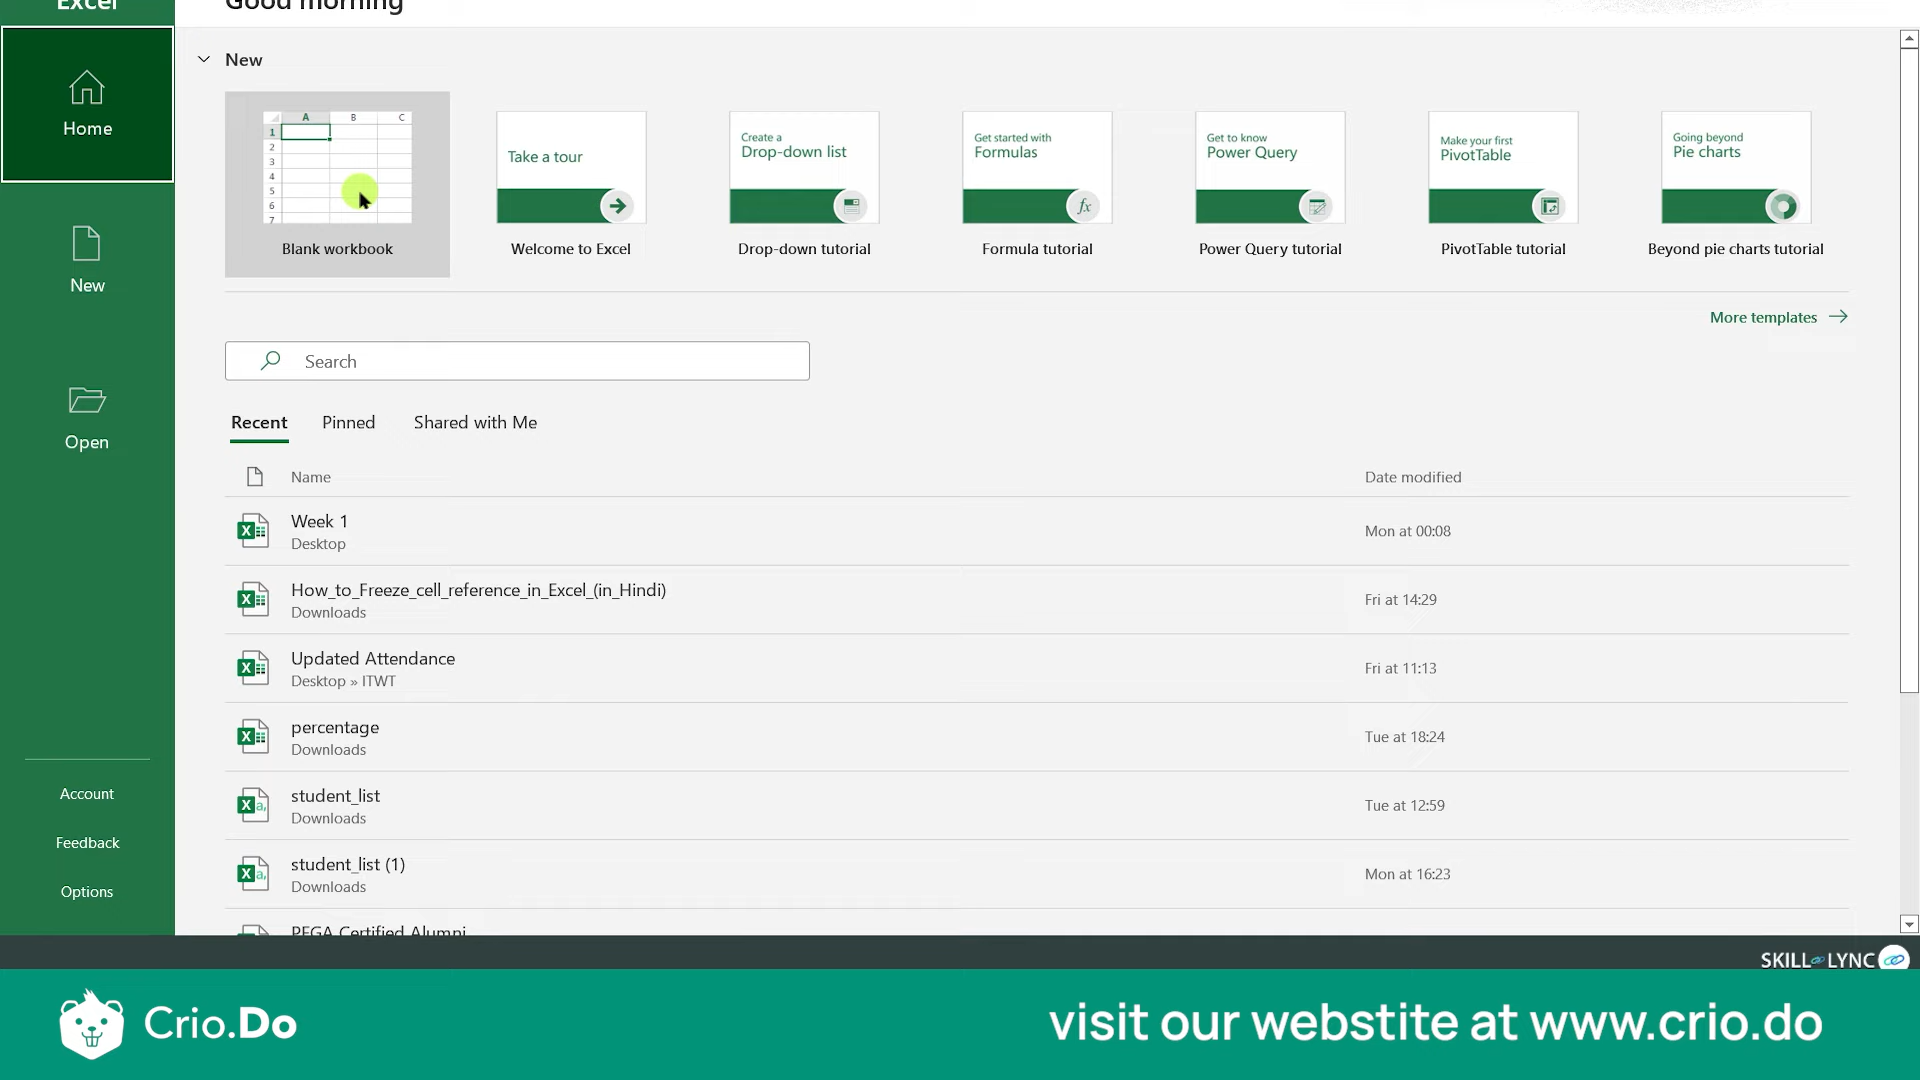 Excel
Good morning
Home
New
Open
Account
Feedback
Options
New
A B C
1
2
3
4
5
6
7
Blank workbook
Take a tour
Welcome to Excel
Create a
Drop-down list
Drop-down tutorial
Get started with
Formulas
fx
Formula tutorial
Get to know
Power Query
Power Query tutorial
Make your first
PivotTable
PivotTable tutorial
Going beyond
Pie charts
Beyond pie charts tutorial
More templates
Search
Recent Pinned Shared with Me
Name Date modified
Week 1
Desktop
Mon at 00:08
How_to_Freeze_cell_reference_in_Excel_(in_Hindi)
Downloads
Fri at 14:29
Updated Attendance
Desktop » ITWT
Fri at 11:13
percentage
Downloads
Tue at 18:24
student_list
Downloads
Tue at 12:59
student_list (1)
Downloads
Mon at 16:23
PEGA Certified Alumni
SKILL LYNC
Crio.Do
visit our webstite at www.crio.do